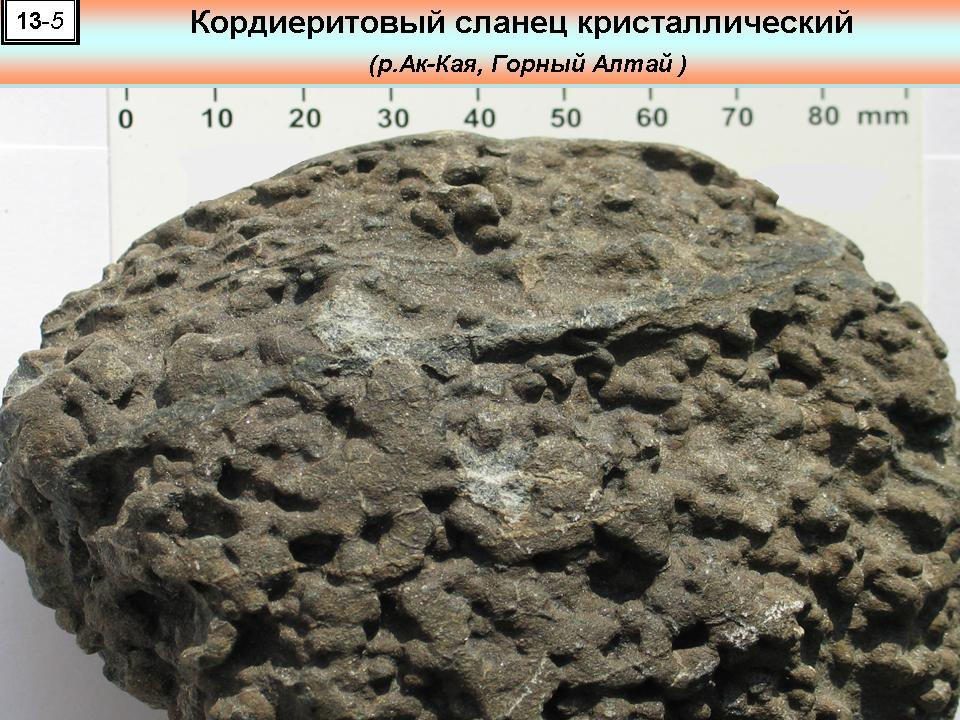 13-5
Кордиеритовый сланец кристаллический
(р.Ак-Кая, Горный Алтай )
0 10 20 30 40 50 60 70 80 mm